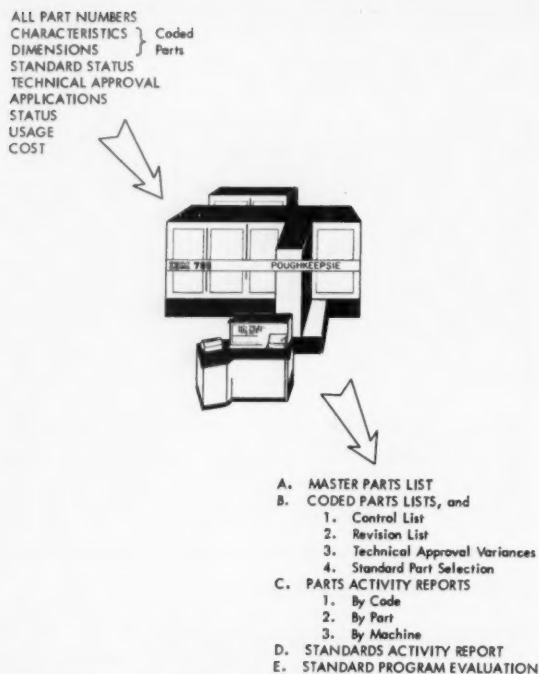 ALL PART NUMBERS
CHARACTERISTICS } Coded
DIMENSIONS } Parts
STANDARD STATUS
TECHNICAL APPROVAL
APPLICATIONS
STATUS
USAGE
COST
POUGHKEEPSIE
A. MASTER PARTS LIST
B. CODED PARTS LISTS, and
1. Control List
2. Revision List
3. Technical Approval Variances
4. Standard Part Selection
C. PARTS ACTIVITY REPORTS
1. By Code
2. By Part
3. By Machine
D. STANDARDS ACTIVITY REPORT
E. STANDARD PROGRAM EVALUATION